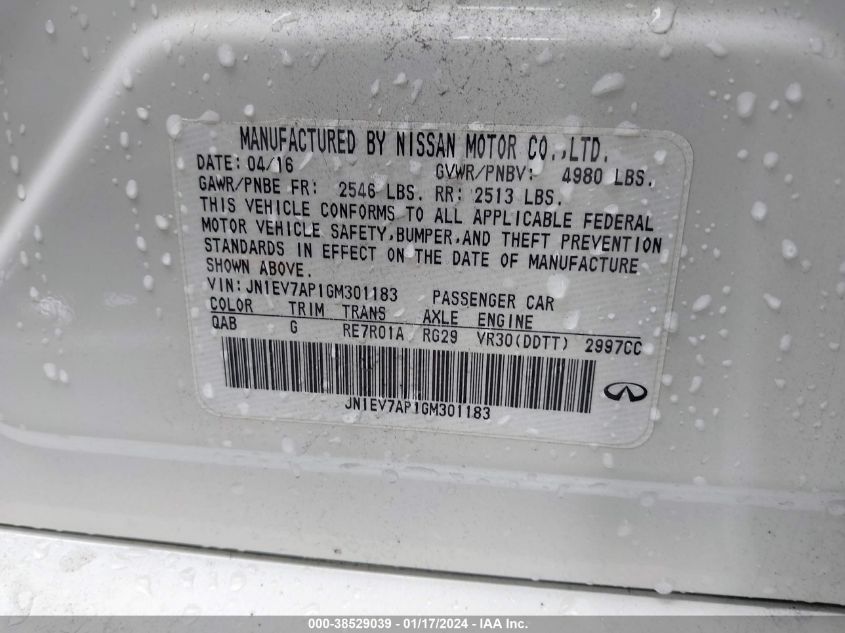 MANUFACTURED BY NISSAN MOTOR CO.,LTD.
DATE: 04/16 GVWR/PNBV: 4980 LBS.
GAWR/PNBE FR: 2546 LBS. RR: 2513 LBS.
THIS VEHICLE CONFORMS TO ALL APPLICABLE FEDERAL
MOTOR VEHICLE SAFETY,BUMPER,AND THEFT PREVENTION
STANDARDS IN EFFECT ON THE DATE OF MANUFACTURE
SHOWN ABOVE.
VIN:JN1EV7AP1GM301183 PASSENGER CAR
COLOR TRIM TRANS AXLE ENGINE
QAB G RE7R01A RG29 VR30(DDTT) 2997CC
JN1EV7AP1GM301183
000-38529039 - 01/17/2024 - IAA Inc.